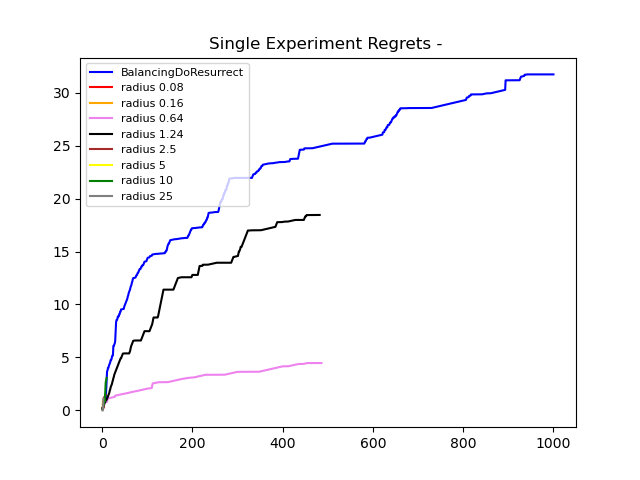 Single Experiment Regrets -
BalancingDoResurrect
radius 0.08
radius 0.16
radius 0.64
radius 1.24
radius 2.5
radius 5
radius 10
radius 25
30
25
20
15
10
5
0
0 200 400 600 800 1000